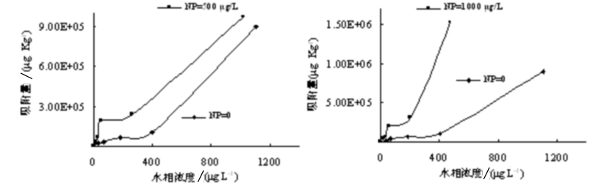 NP=500 μg/L
9.00E+05
6.00E+05
3.00E+05
吸附量/(μg Kg⁻¹)
NP=0
0 400 800 1200
水相浓度/(μgL⁻¹)
NP=1000 μg/L
1.50E+06
1.00E+06
5.00E+05
吸附量(μg Kg⁻¹)
NP=0
0 400 800 1200
水相浓度/(μgL⁻¹)